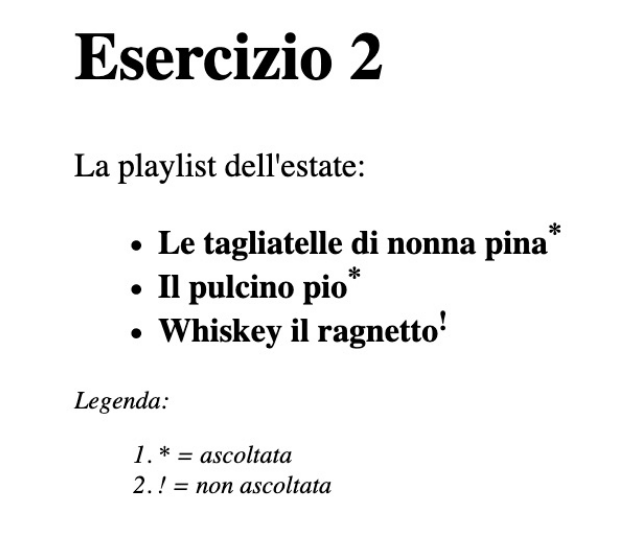 Esercizio 2
La playlist dell'estate:
• Le tagliatelle di nonna pina*
• Il pulcino pio*
• Whiskey il ragnetto!
Legenda:
1. * = ascoltata
2. ! = non ascoltata